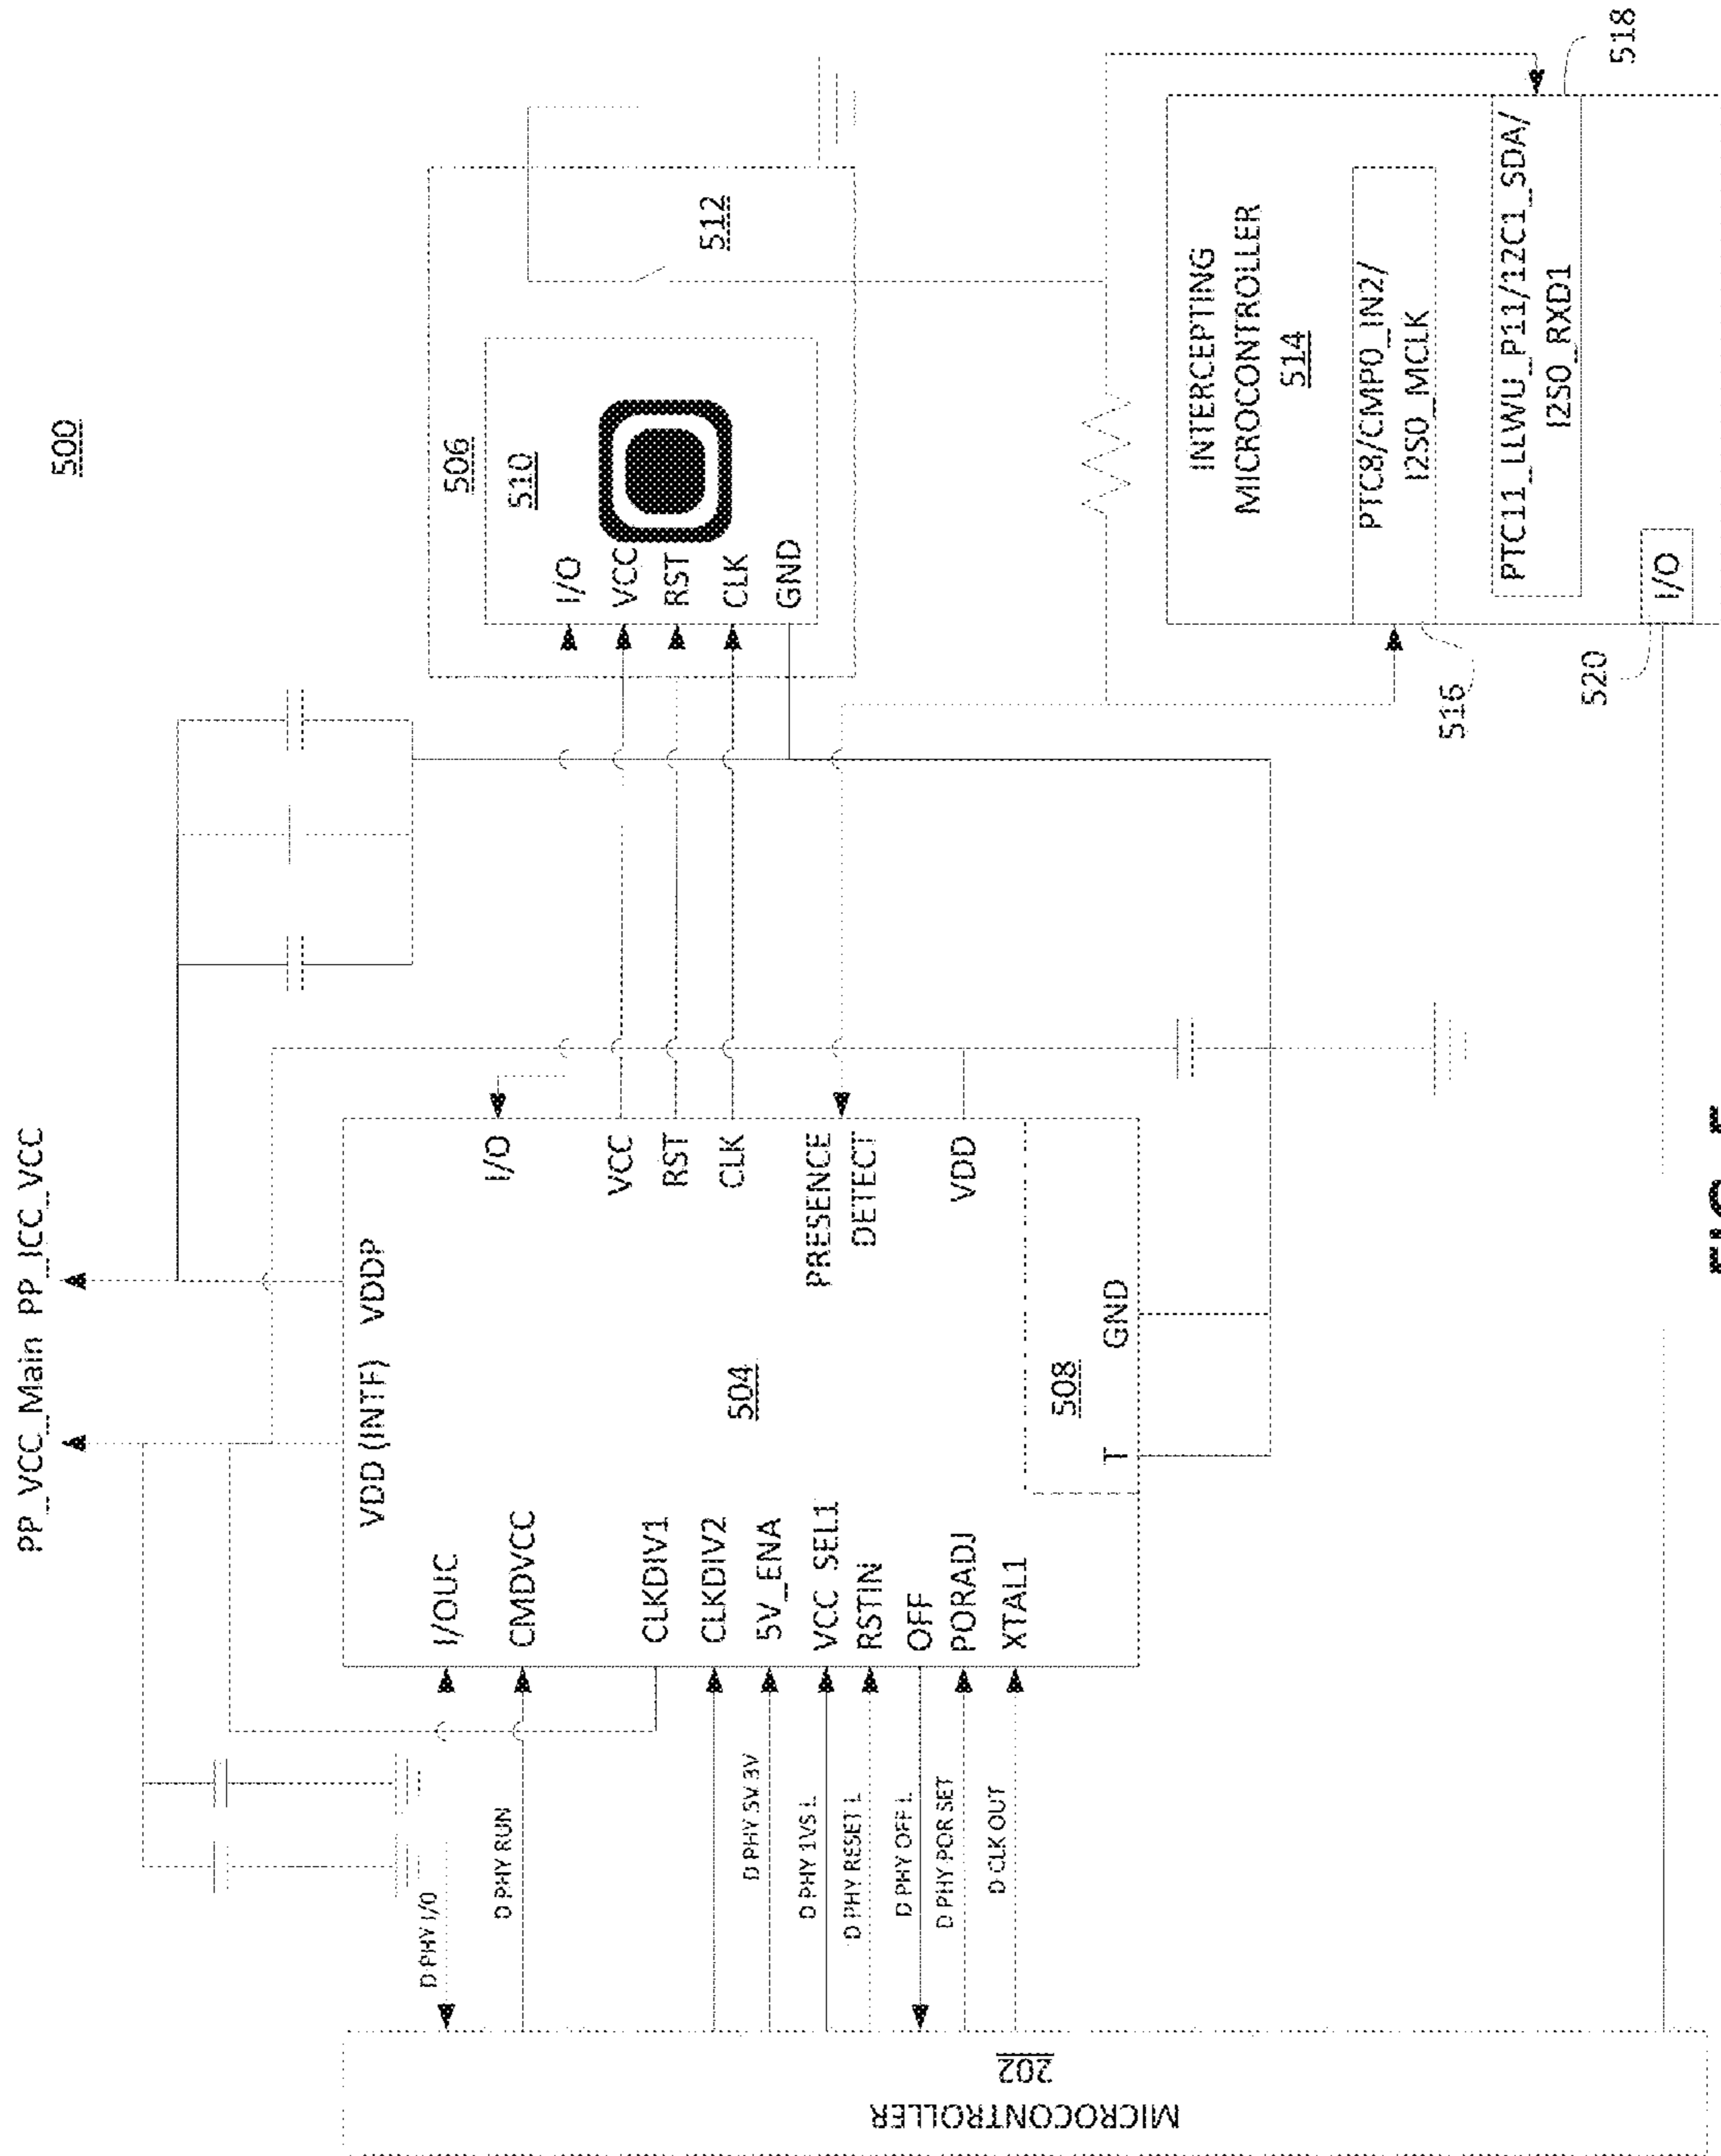 500
PP_VCC_Main PP_ICC_VCC
VDD (INTF) VDDP
I/OUC
CMDVCC
CLKDIV1
CLKDIV2
5V_ENA
VCC SEL1
RSTIN
OFF
PORADJ
XTAL1
504
I/O
VCC
RST
CLK
PRESENCE
DETECT
VDD
508
T GND
D PHY I/O
D PHY RUN
D PHY 5V 3V
D PHY 1VS L
D PHY RESET L
D PHY OFF L
D PHY POR SET
D CLK OUT
MICROCONTROLLER
202
506
510
I/O
VCC
RST
CLK
GND
512
INTERCEPTING
MICROCONTROLLER
514
PTC8/CMP0_IN2/
I2S0_MCLK
PTC11_LLWU_P11/12C1_SDA/
I2S0_RXD1
I/O
516
518
520